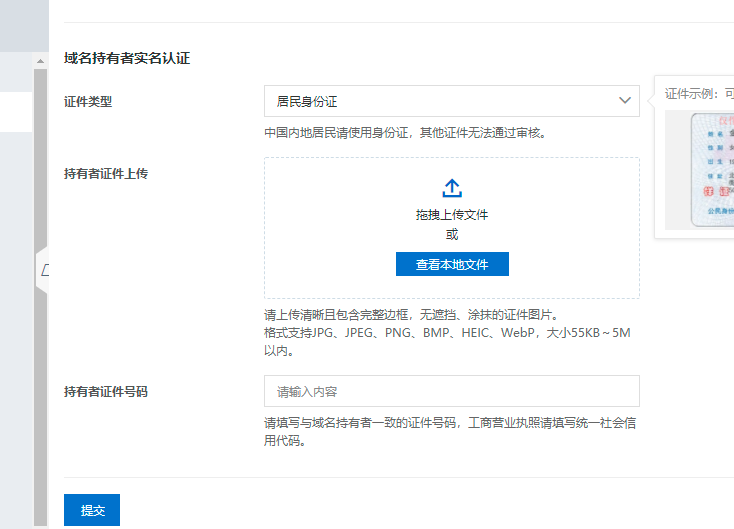 域名持有者实名认证
证件类型
居民身份证
证件示例：可
中国内地居民请使用身份证，其他证件无法通过审核。
持有者证件上传
拖拽上传文件
或
查看本地文件
请上传清晰且包含完整边框，无遮挡、涂抹的证件图片。
格式支持JPG、JPEG、PNG、BMP、HEIC、WebP，大小55KB～5M
以内。
持有者证件号码
请输入内容
请填写与域名持有者一致的证件号码，工商营业执照请填写统一社会信
用代码。
提交